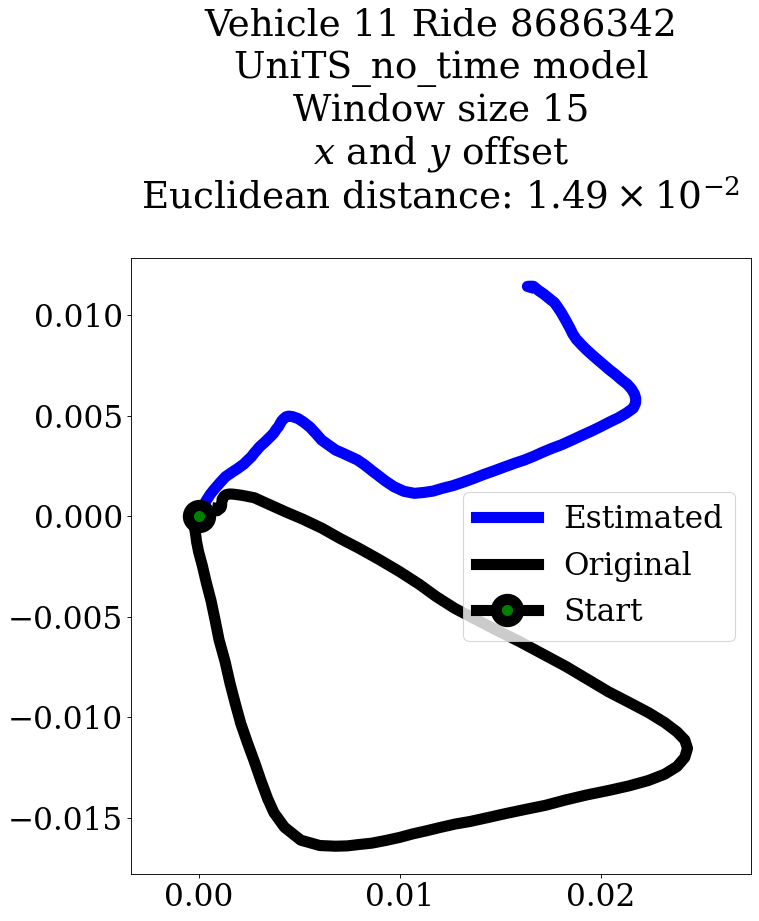 Vehicle 11 Ride 8686342
UniTS_no_time model
Window size 15
x and y offset
Euclidean distance: 1.49 × 10⁻²
0.010
0.005
0.000
−0.005
−0.010
−0.015
Estimated
Original
Start
0.00 0.01 0.02